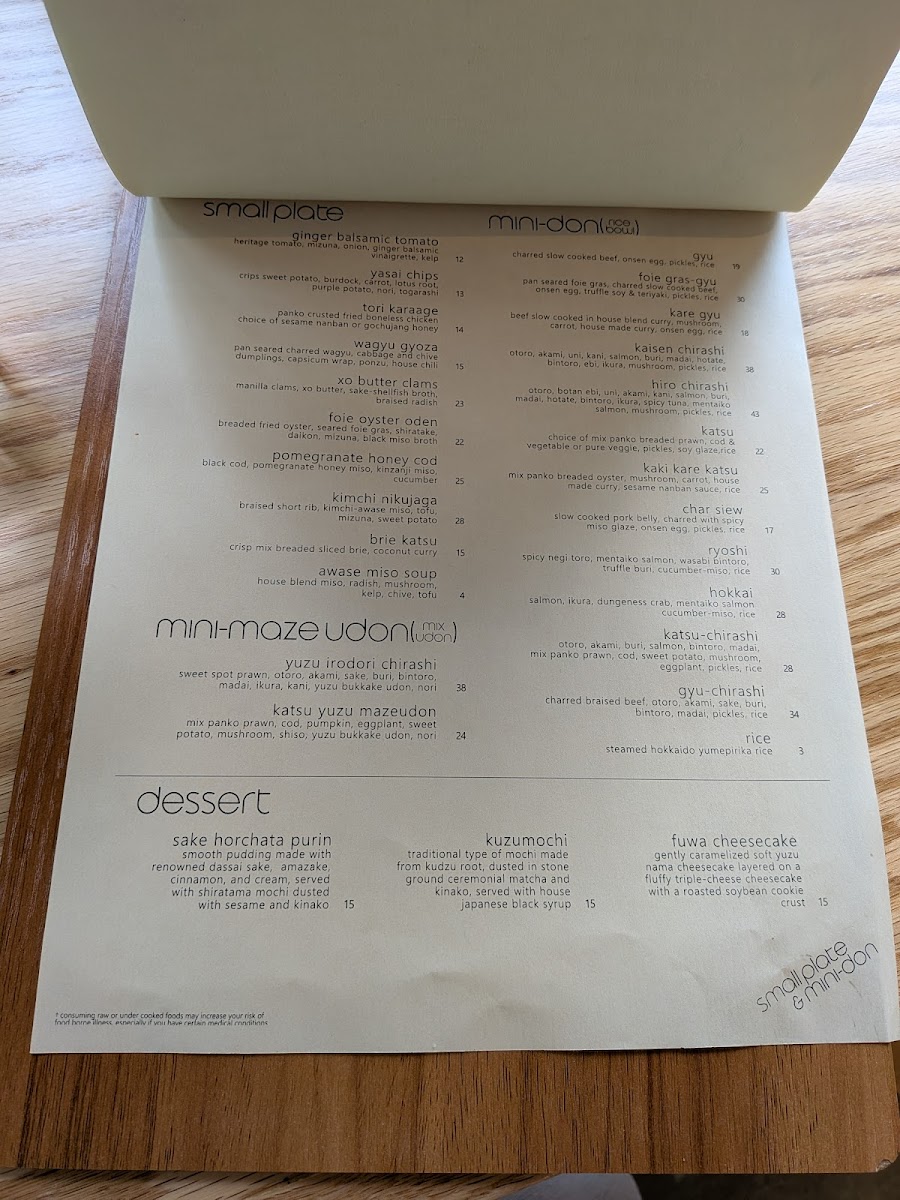 small plate
ginger balsamic tomato
heritage tomato, mizuna, onion, ginger balsamic
vinaigrette, kelp 12
yasai chips
crips sweet potato, burdock, carrot, lotus root,
purple potato, nori, togarashi 13
tori karaage
panko crusted fried boneless chicken
choice of sesame nanban or gochujang honey 14
wagyu gyoza
pan seared charred wagyu, cabbage and chive
dumplings, capsicum wrap, ponzu, house chili 15
xo butter clams
manilla clams, xo butter, sake-shellfish broth,
braised radish 23
foie oyster oden
breaded fried oyster, seared foie gras, shiratake,
daikon, mizuna, black miso broth 22
pomegranate honey cod
black cod, pomegranate honey miso, kinzanji miso,
cucumber 25
kimchi nikujaga
braised short rib, kimchi-awase miso, tofu,
mizuna, sweet potato 28
brie katsu
crisp mix breaded sliced brie, coconut curry 15
awase miso soup
house blend miso, radish, mushroom,
kelp, chive, tofu 4
mini-maze udon(mix udon)
yuzu irodori chirashi
sweet spot prawn, otoro, akami, sake, buri, bintoro,
madai, ikura, kani, yuzu bukkake udon, nori 38
katsu yuzu mazeudon
mix panko prawn, cod, pumpkin, eggplant, sweet
potato, mushroom, shiso, yuzu bukkake udon, nori 24
mini-don(rice bowl)
gyu
charred slow cooked beef, onsen egg, pickles, rice 19
foie gras-gyu
pan seared foie gras, charred slow cooked beef,
onsen egg, truffle soy & teriyaki, pickles, rice 30
kare gyu
beef slow cooked in house blend curry, mushroom,
carrot, house made curry, onsen egg, rice 18
kaisen chirashi
otoro, akami, uni, kani, salmon, buri, madai, hotate,
bintoro, ebi, ikura, mushroom, pickles, rice 38
hiro chirashi
otoro, botan ebi, uni, akami, kani, salmon, buri,
madai, hotate, bintoro, ikura, spicy tuna, mentaiko
salmon, mushroom, pickles, rice 43
katsu
choice of mix panko breaded prawn, cod &
vegetable or pure veggie, pickles, soy glaze,rice 22
kaki kare katsu
mix panko breaded oyster, mushroom, carrot, house
made curry, sesame nanban sauce, rice 25
char siew
slow cooked pork belly, charred with spicy
miso glaze, onsen egg, pickles, rice 17
ryoshi
spicy negi toro, mentaiko salmon, wasabi bintoro,
truffle buri, cucumber-miso, rice 30
hokkai
salmon, ikura, dungeness crab, mentaiko salmon
cucumber-miso, rice 28
katsu-chirashi
otoro, akami, buri, salmon, bintoro, madai,
mix panko prawn, cod, sweet potato, mushroom,
eggplant, pickles, rice 28
gyu-chirashi
charred braised beef, otoro, akami, sake, buri,
bintoro, madai, pickles, rice 34
rice
steamed hokkaido yumepirika rice 3
dessert
sake horchata purin
smooth pudding made with
renowned dassai sake, amazake,
cinnamon, and cream, served
with shiratama mochi dusted
with sesame and kinako 15
kuzumochi
traditional type of mochi made
from kudzu root, dusted in stone
ground ceremonial matcha and
kinako, served with house
japanese black syrup 15
fuwa cheesecake
gently caramelized soft yuzu
nama cheesecake layered on a
fluffy triple-cheese cheesecake
with a roasted soybean cookie
crust 15
small plate
& mini-don
† consuming raw or under cooked foods may increase your risk of
food borne illness, especially if you have certain medical conditions